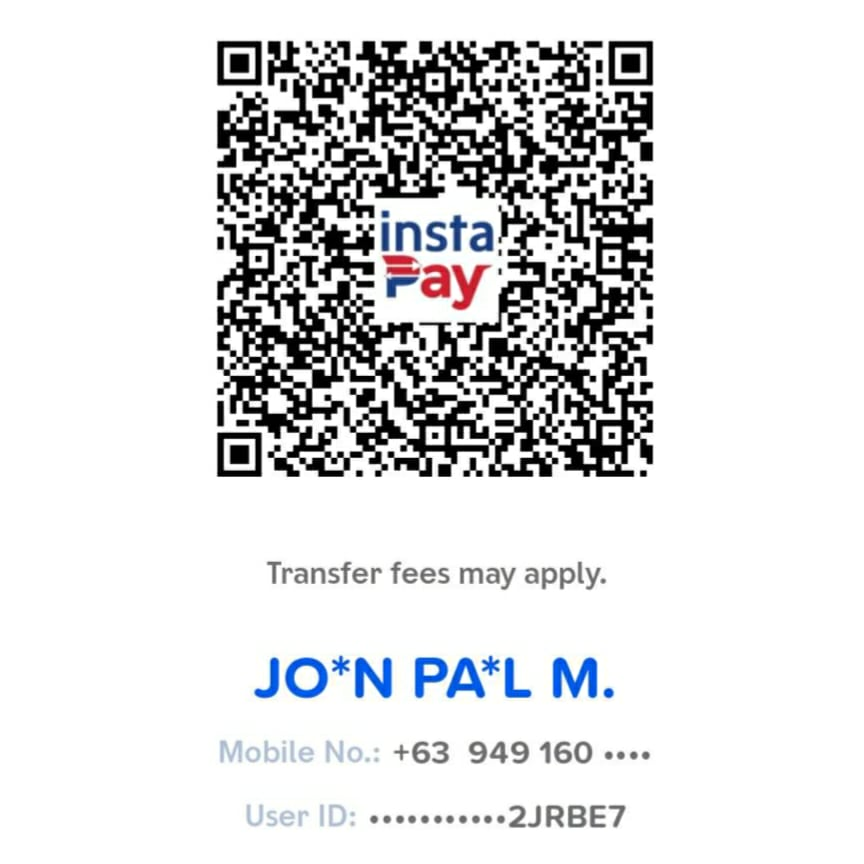 insta
Pay
Transfer fees may apply.
JO*N PA*L M.
Mobile No.: +63 949 160 ••••
User ID: •••••••••••2JRBE7